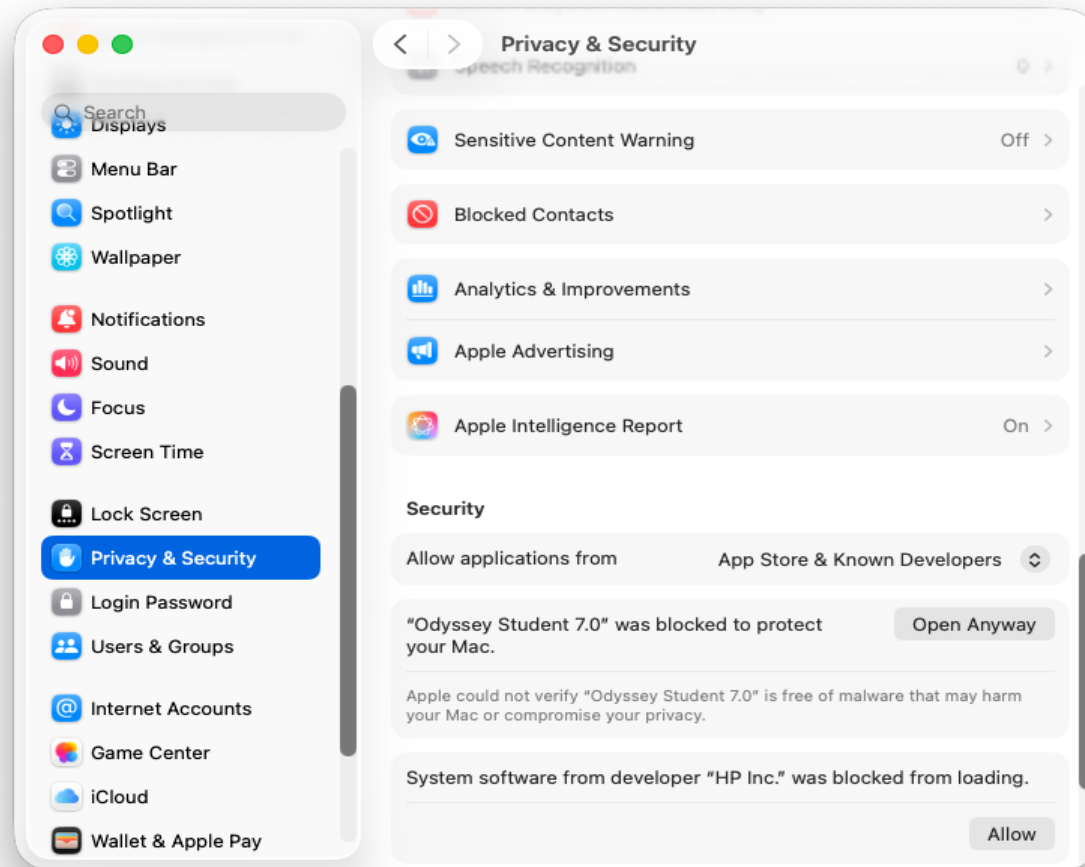 Privacy & Security
Search
Displays
Menu Bar
Spotlight
Wallpaper
Notifications
Sound
Focus
Screen Time
Lock Screen
Privacy & Security
Login Password
Users & Groups
Internet Accounts
Game Center
iCloud
Wallet & Apple Pay
Speech Recognition 0
Sensitive Content Warning Off
Blocked Contacts
Analytics & Improvements
Apple Advertising
Apple Intelligence Report On
Security
Allow applications from App Store & Known Developers
“Odyssey Student 7.0” was blocked to protect
your Mac.
Open Anyway
Apple could not verify “Odyssey Student 7.0” is free of malware that may harm
your Mac or compromise your privacy.
System software from developer “HP Inc.” was blocked from loading.
Allow